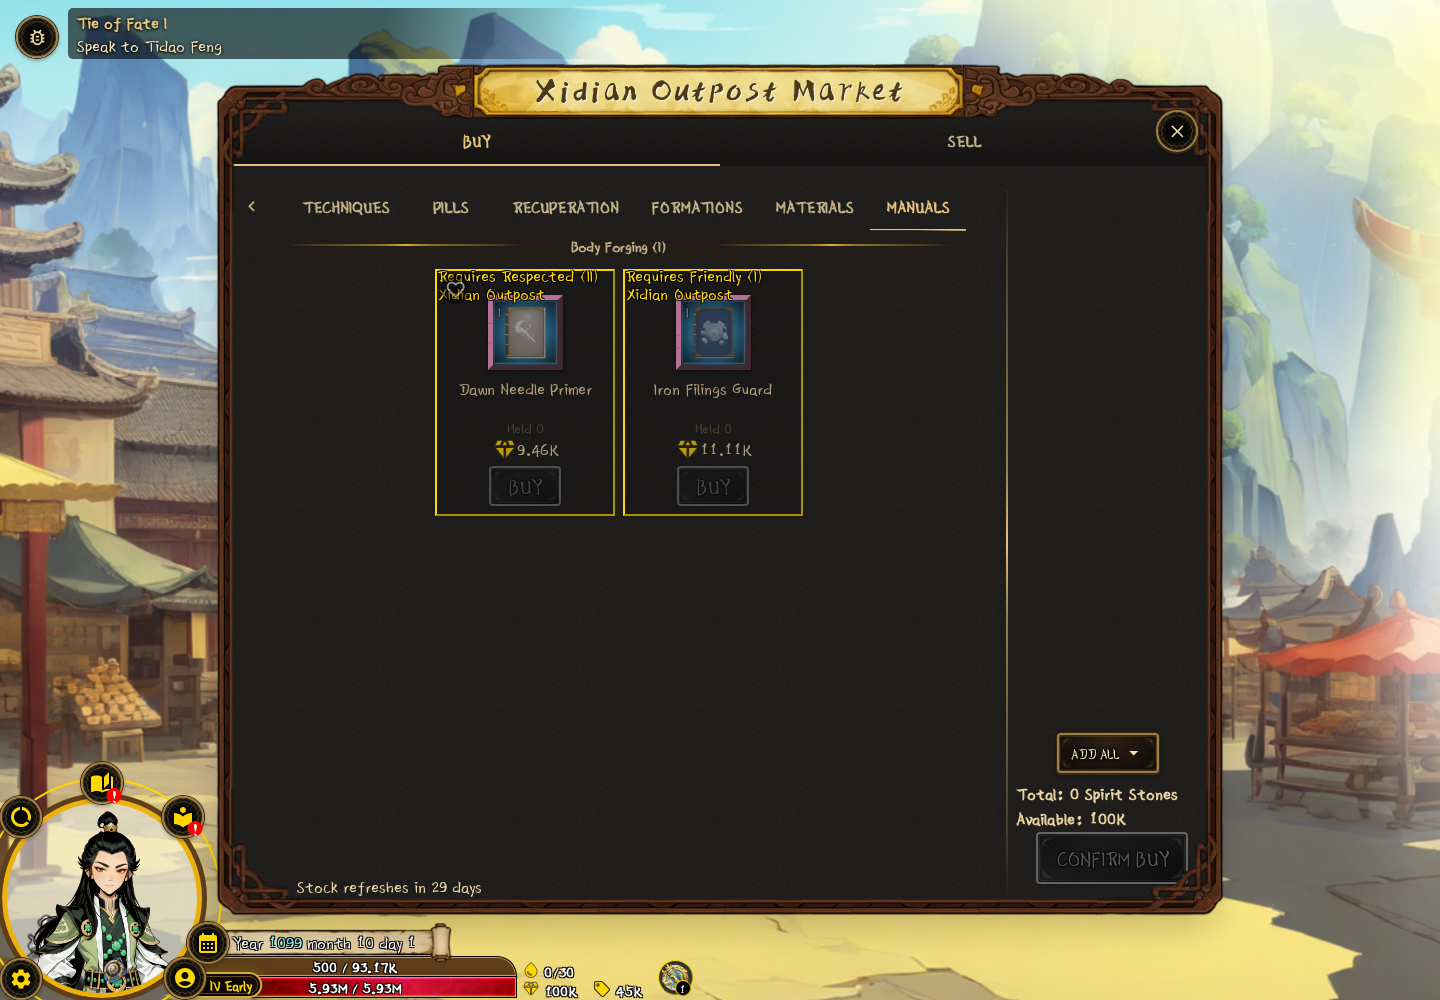 Tie of Fate I
Speak to Tidao Feng
Xidian Outpost Market
BUY
SELL
TECHNIQUES
PILLS
RECUPERATION
FORMATIONS
MATERIALS
MANUALS
Body Forging (I)
Requires Respected (II)
Xidian Outpost
1
Dawn Needle Primer
Held 0
9.46K
BUY
Requires Friendly (I)
Xidian Outpost
1
Iron Filings Guard
Held 0
11.11K
BUY
ADD ALL
Total: 0 Spirit Stones
Available: 100K
CONFIRM BUY
Stock refreshes in 29 days
Year 1099 month 10 day 1
500 / 93.17K
5.93M / 5.93M
IV Early
0/30
100K
45K
f